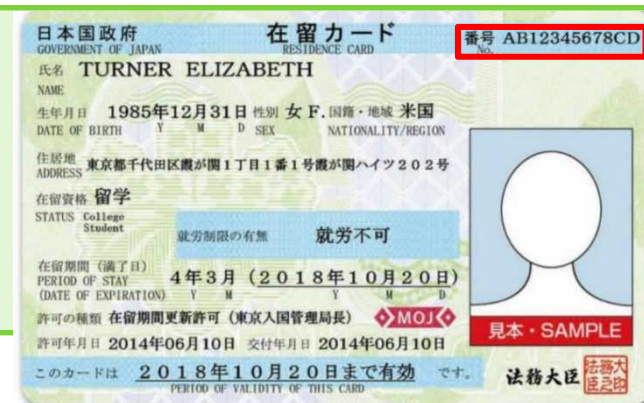 日本国政府 在留カード 番号 AB12345678CD
GOVERNMENT OF JAPAN RESIDENCE CARD No.
氏名 TURNER ELIZABETH
NAME
生年月日 1985年12月31日 性別 女 F. 国籍・地域 米国
DATE OF BIRTH Y M D SEX NATIONALITY/REGION
住居地 東京都千代田区霞が関1丁目1番1号霞が関ハイツ202号
ADDRESS
在留資格 留学
STATUS College
Student
就労制限の有無 就労不可
在留期間(満了日)
PERIOD OF STAY 4年3月(2018年10月20日)
(DATE OF EXPIRATION) Y M Y M D
許可の種類 在留期間更新許可(東京入国管理局長) MOJ
見本・SAMPLE
許可年月日 2014年06月10日 交付年月日 2014年06月10日
このカードは 2018年10月20日まで有効 です。
PERIOD OF VALIDITY OF THIS CARD
法務大臣 法務大臣之印